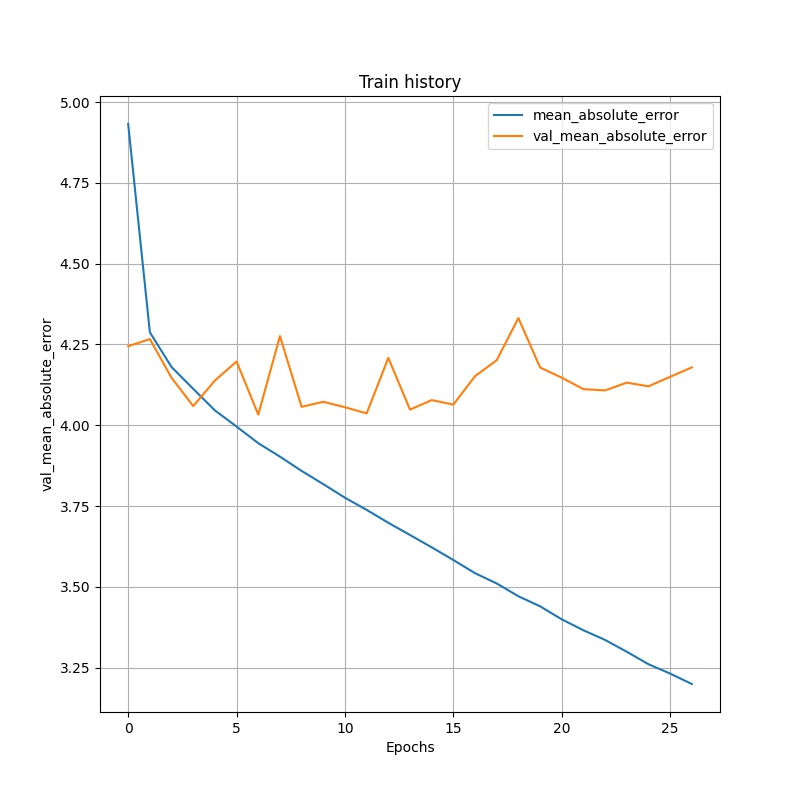 Train history
mean_absolute_error
val_mean_absolute_error
5.00
4.75
4.50
4.25
4.00
3.75
3.50
3.25
val_mean_absolute_error
0 5 10 15 20 25
Epochs